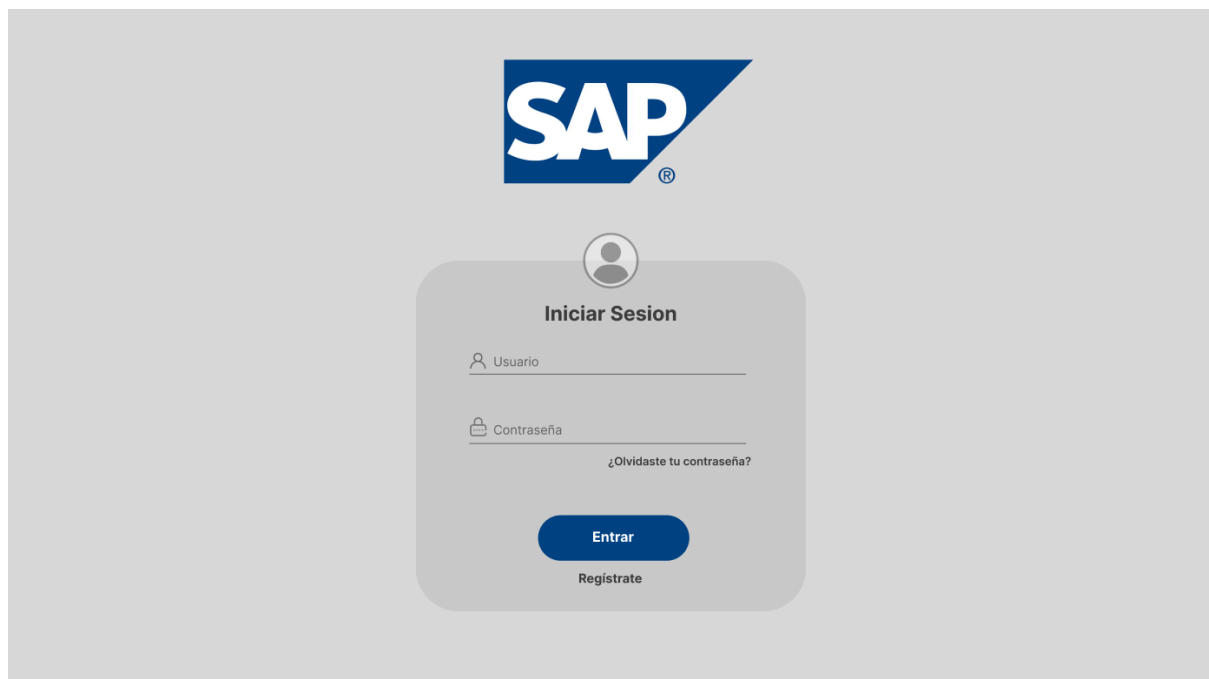 SAP
®
Iniciar Sesion
Usuario
Contraseña
¿Olvidaste tu contraseña?
Entrar
Regístrate